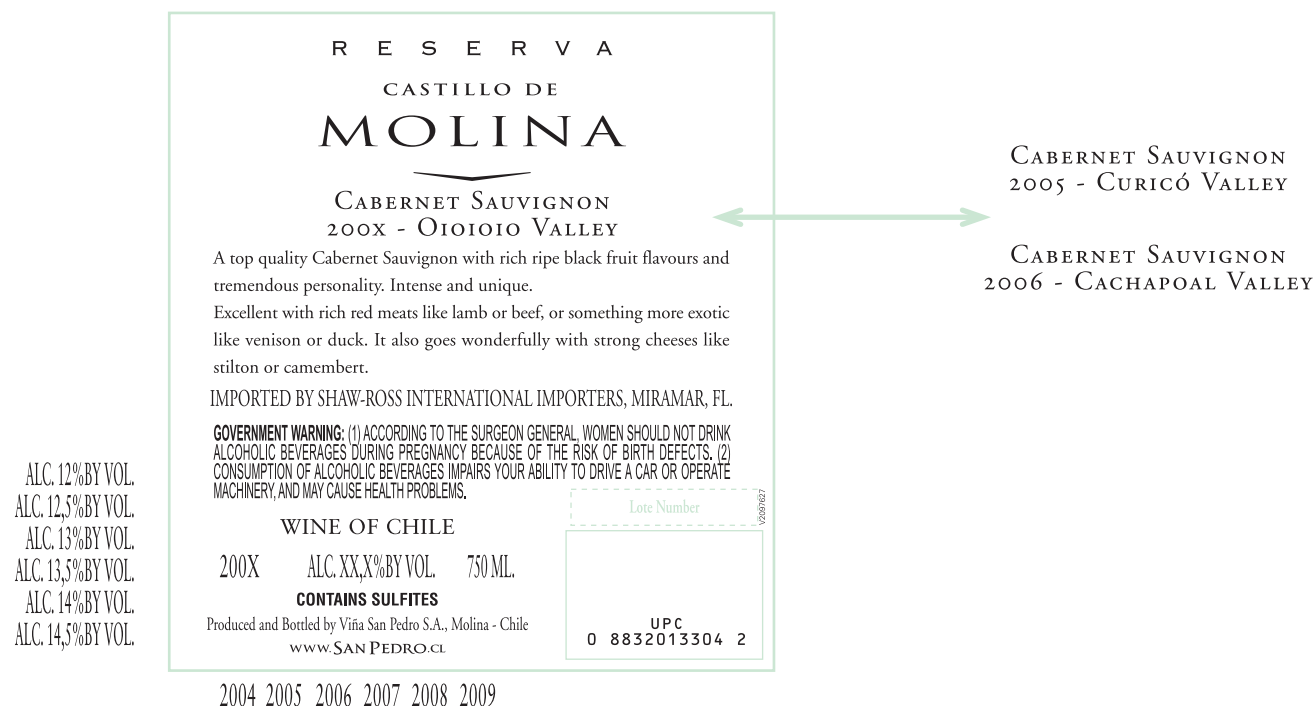 RESERVA
CASTILLO DE
MOLINA
CABERNET SAUVIGNON
200X - OIOIOIO VALLEY
A top quality Cabernet Sauvignon with rich ripe black fruit flavours and
tremendous personality. Intense and unique.
Excellent with rich red meats like lamb or beef, or something more exotic
like venison or duck. It also goes wonderfully with strong cheeses like
stilton or camembert.
IMPORTED BY SHAW-ROSS INTERNATIONAL IMPORTERS, MIRAMAR, FL.
GOVERNMENT WARNING: (1) ACCORDING TO THE SURGEON GENERAL, WOMEN SHOULD NOT DRINK
ALCOHOLIC BEVERAGES DURING PREGNANCY BECAUSE OF THE RISK OF BIRTH DEFECTS. (2)
CONSUMPTION OF ALCOHOLIC BEVERAGES IMPAIRS YOUR ABILITY TO DRIVE A CAR OR OPERATE
MACHINERY, AND MAY CAUSE HEALTH PROBLEMS.
Lote Number
V2097627
WINE OF CHILE
200X ALC. XX,X%BY VOL. 750 ML.
CONTAINS SULFITES
Produced and Bottled by Viña San Pedro S.A., Molina - Chile
WWW.SAN PEDRO.CL
UPC
0 8832013304 2
ALC. 12%BY VOL.
ALC. 12,5%BY VOL.
ALC. 13%BY VOL.
ALC. 13,5%BY VOL.
ALC. 14%BY VOL.
ALC. 14,5%BY VOL.
2004 2005 2006 2007 2008 2009
CABERNET SAUVIGNON
2005 - CURICÓ VALLEY
CABERNET SAUVIGNON
2006 - CACHAPOAL VALLEY